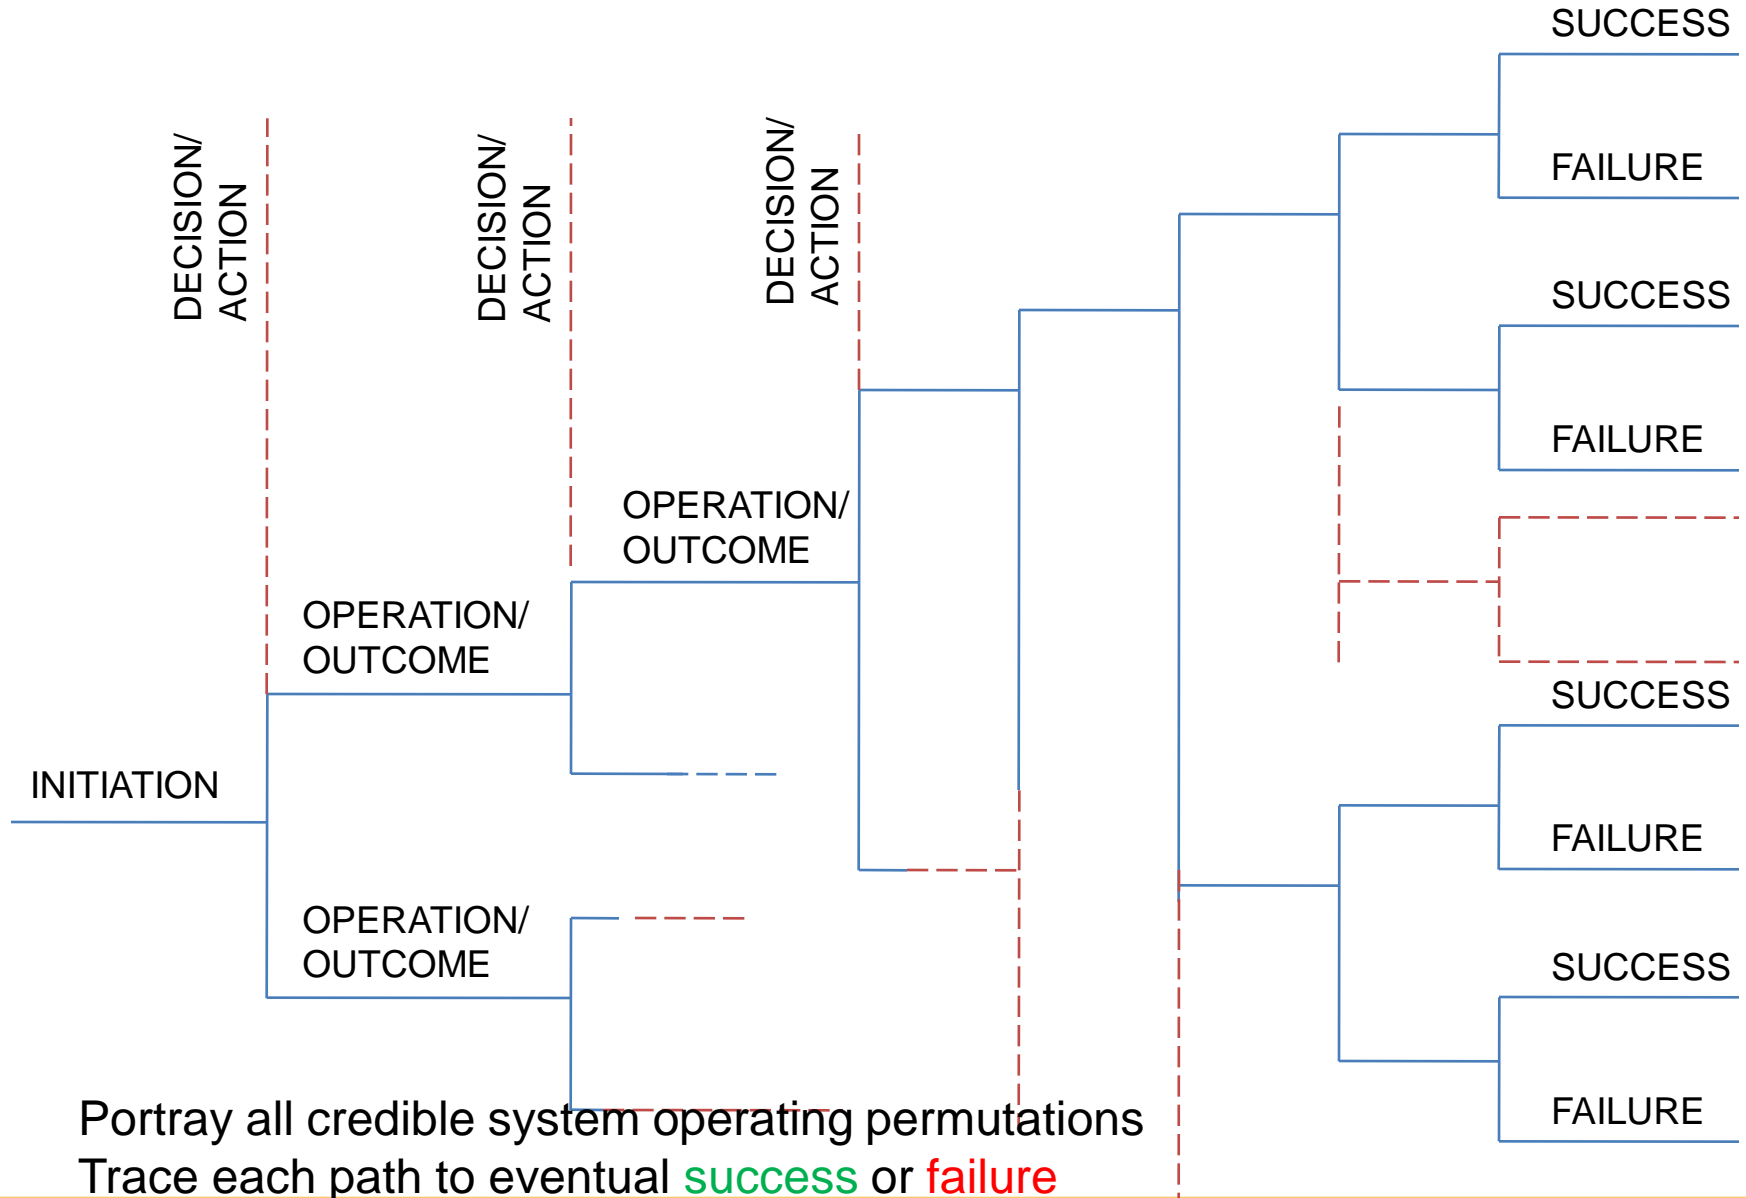 SUCCESS
DECISION/
ACTION
DECISION/
ACTION
DECISION/
ACTION
FAILURE
SUCCESS
FAILURE
OPERATION/
OUTCOME
OPERATION/
OUTCOME
SUCCESS
INITIATION
FAILURE
OPERATION/
OUTCOME
SUCCESS
FAILURE
Portray all credible system operating permutations
Trace each path to eventual success or failure